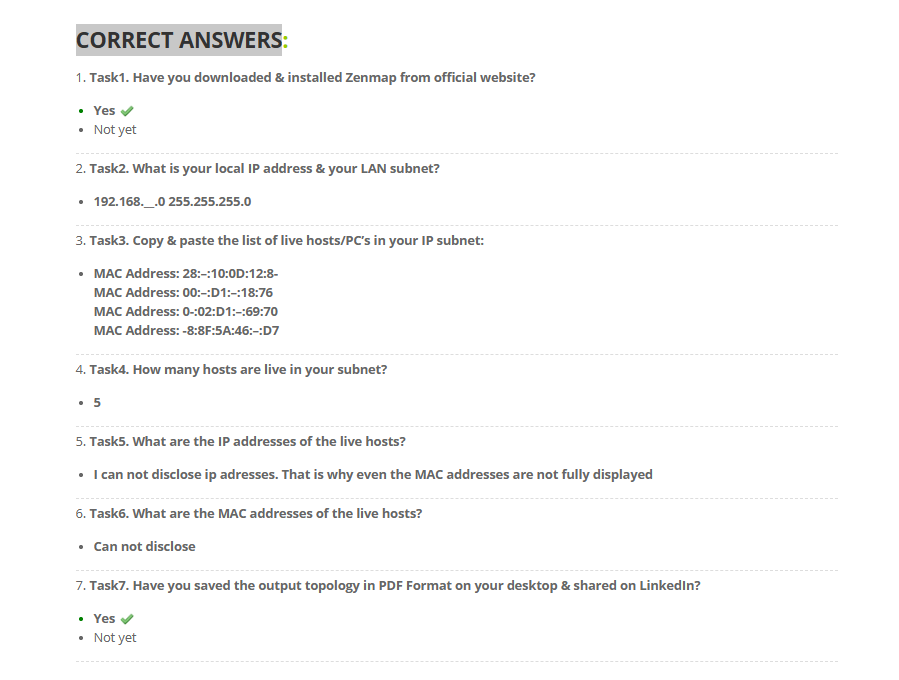 CORRECT ANSWERS:
1. Task1. Have you downloaded & installed Zenmap from official website?
• Yes ✔
• Not yet
2. Task2. What is your local IP address & your LAN subnet?
• 192.168.__.0 255.255.255.0
3. Task3. Copy & paste the list of live hosts/PC’s in your IP subnet:
• MAC Address: 28:–:10:0D:12:8-
MAC Address: 00:–:D1:–:18:76
MAC Address: 0-:02:D1:–:69:70
MAC Address: -8:8F:5A:46:–:D7
4. Task4. How many hosts are live in your subnet?
• 5
5. Task5. What are the IP addresses of the live hosts?
• I can not disclose ip adresses. That is why even the MAC addresses are not fully displayed
6. Task6. What are the MAC addresses of the live hosts?
• Can not disclose
7. Task7. Have you saved the output topology in PDF Format on your desktop & shared on LinkedIn?
• Yes ✔
• Not yet